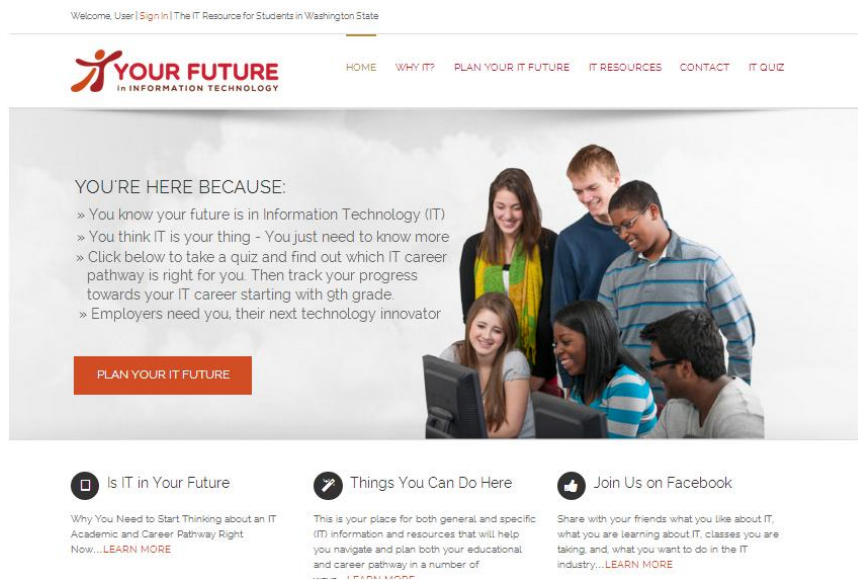 Welcome, User | Sign In | The IT Resource for Students in Washington State
YOUR FUTURE
in INFORMATION TECHNOLOGY
HOME WHY IT? PLAN YOUR IT FUTURE IT RESOURCES CONTACT IT QUIZ
YOU'RE HERE BECAUSE:
» You know your future is in Information Technology (IT)
» You think IT is your thing - You just need to know more
» Click below to take a quiz and find out which IT career
pathway is right for you. Then track your progress
towards your IT career starting with 9th grade.
» Employers need you, their next technology innovator
PLAN YOUR IT FUTURE
Is IT in Your Future
Why You Need to Start Thinking about an IT
Academic and Career Pathway Right
Now...LEARN MORE
Things You Can Do Here
This is your place for both general and specific
(IT) information and resources that will help
you navigate and plan both your educational
and career pathway in a number of
ways...LEARN MORE
Join Us on Facebook
Share with your friends what you like about IT,
what you are learning about IT, classes you are
taking, and, what you want to do in the IT
industry...LEARN MORE